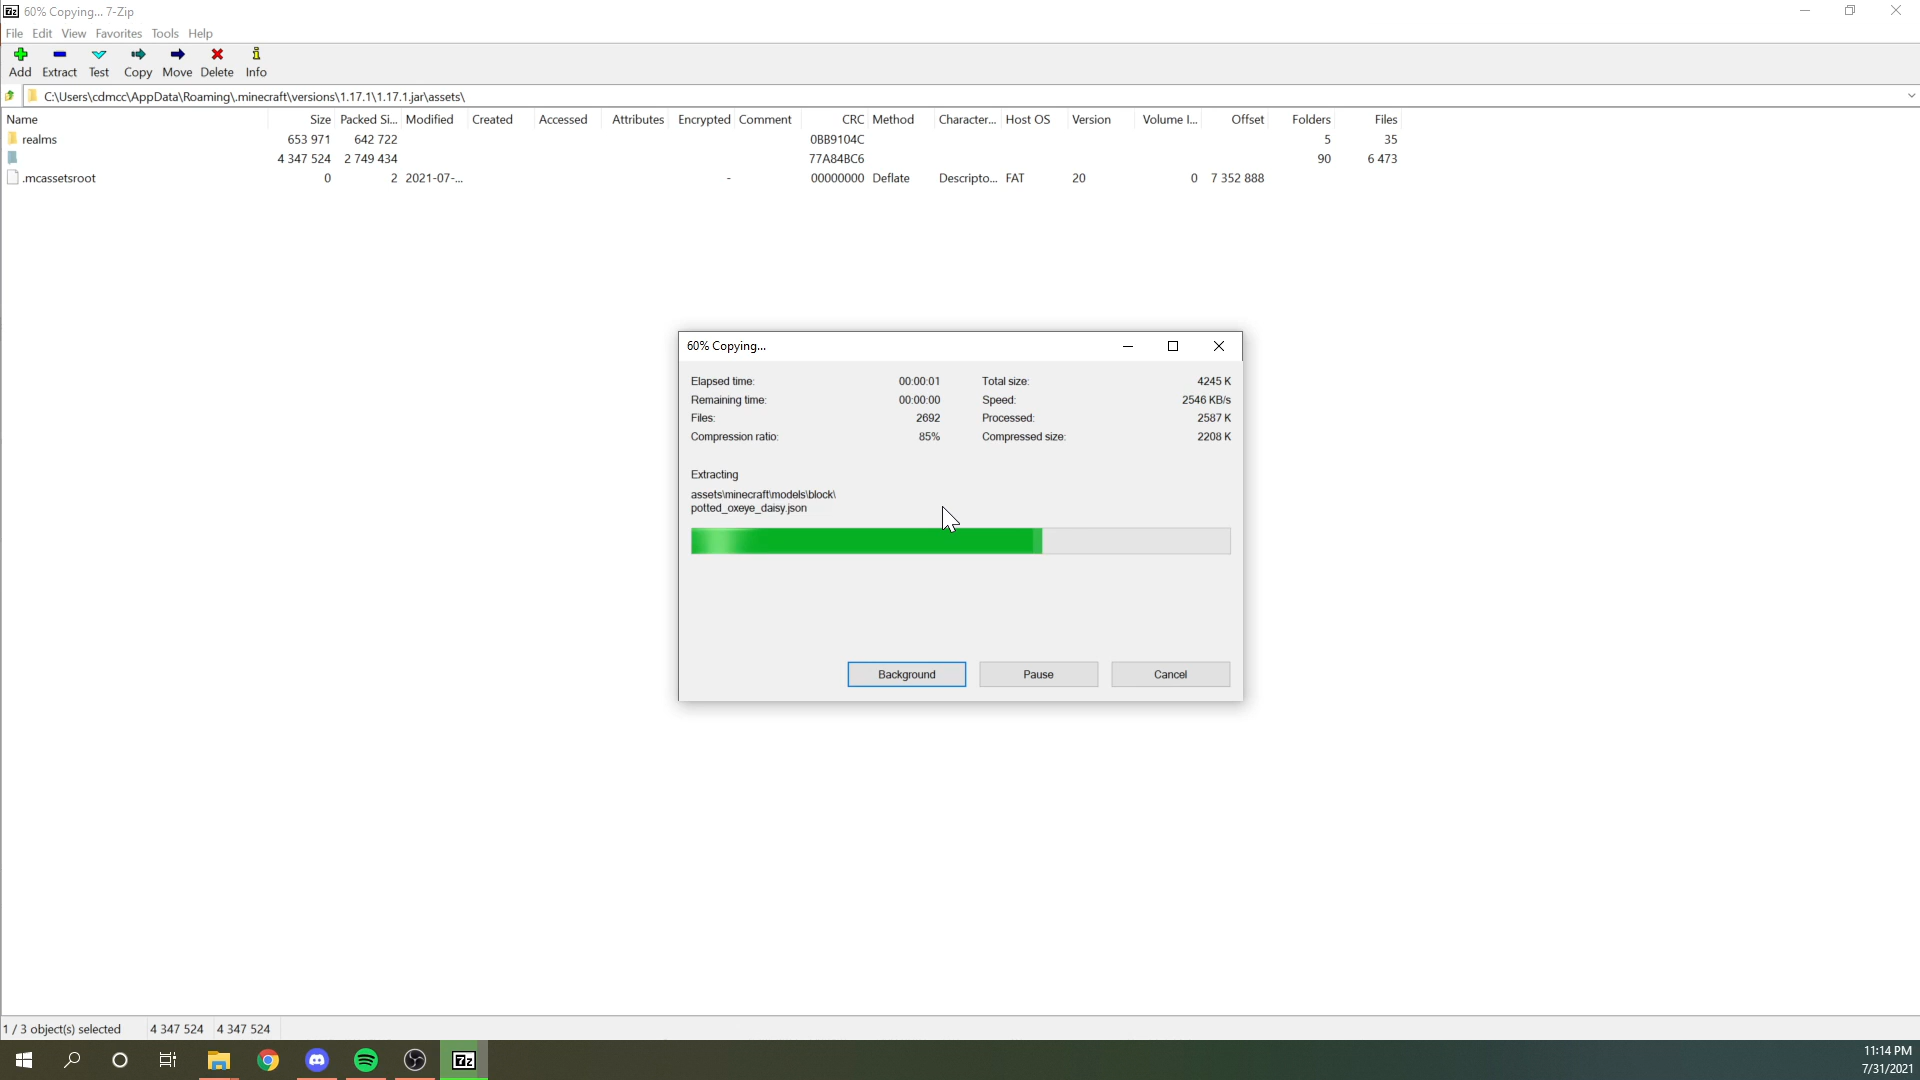 60% Copying... 7-Zip
File Edit View Favorites Tools Help
Add Extract Test Copy Move Delete Info
C:\Users\cdmcc\AppData\Roaming\.minecraft\versions\1.17.1\1.17.1.jar\assets\
Name Size Packed Si... Modified Created Accessed Attributes Encrypted Comment CRC Method Character... Host OS Version Volume I... Offset Folders Files
realms 653 971 642 722 0BB9104C 5 35
4 347 524 2 749 434 77A84BC6 90 6 473
.mcassetsroot 0 2 2021-07-... - 00000000 Deflate Descripto... FAT 20 0 7 352 888
60% Copying...
Elapsed time: 00:00:01 Total size: 4245 K
Remaining time: 00:00:00 Speed: 2546 KB/s
Files: 2692 Processed: 2587 K
Compression ratio: 85% Compressed size: 2208 K
Extracting
assets\minecraft\models\block\
potted_oxeye_daisy.json
Background Pause Cancel
1 / 3 object(s) selected 4 347 524 4 347 524
7z
11:14 PM
7/31/2021